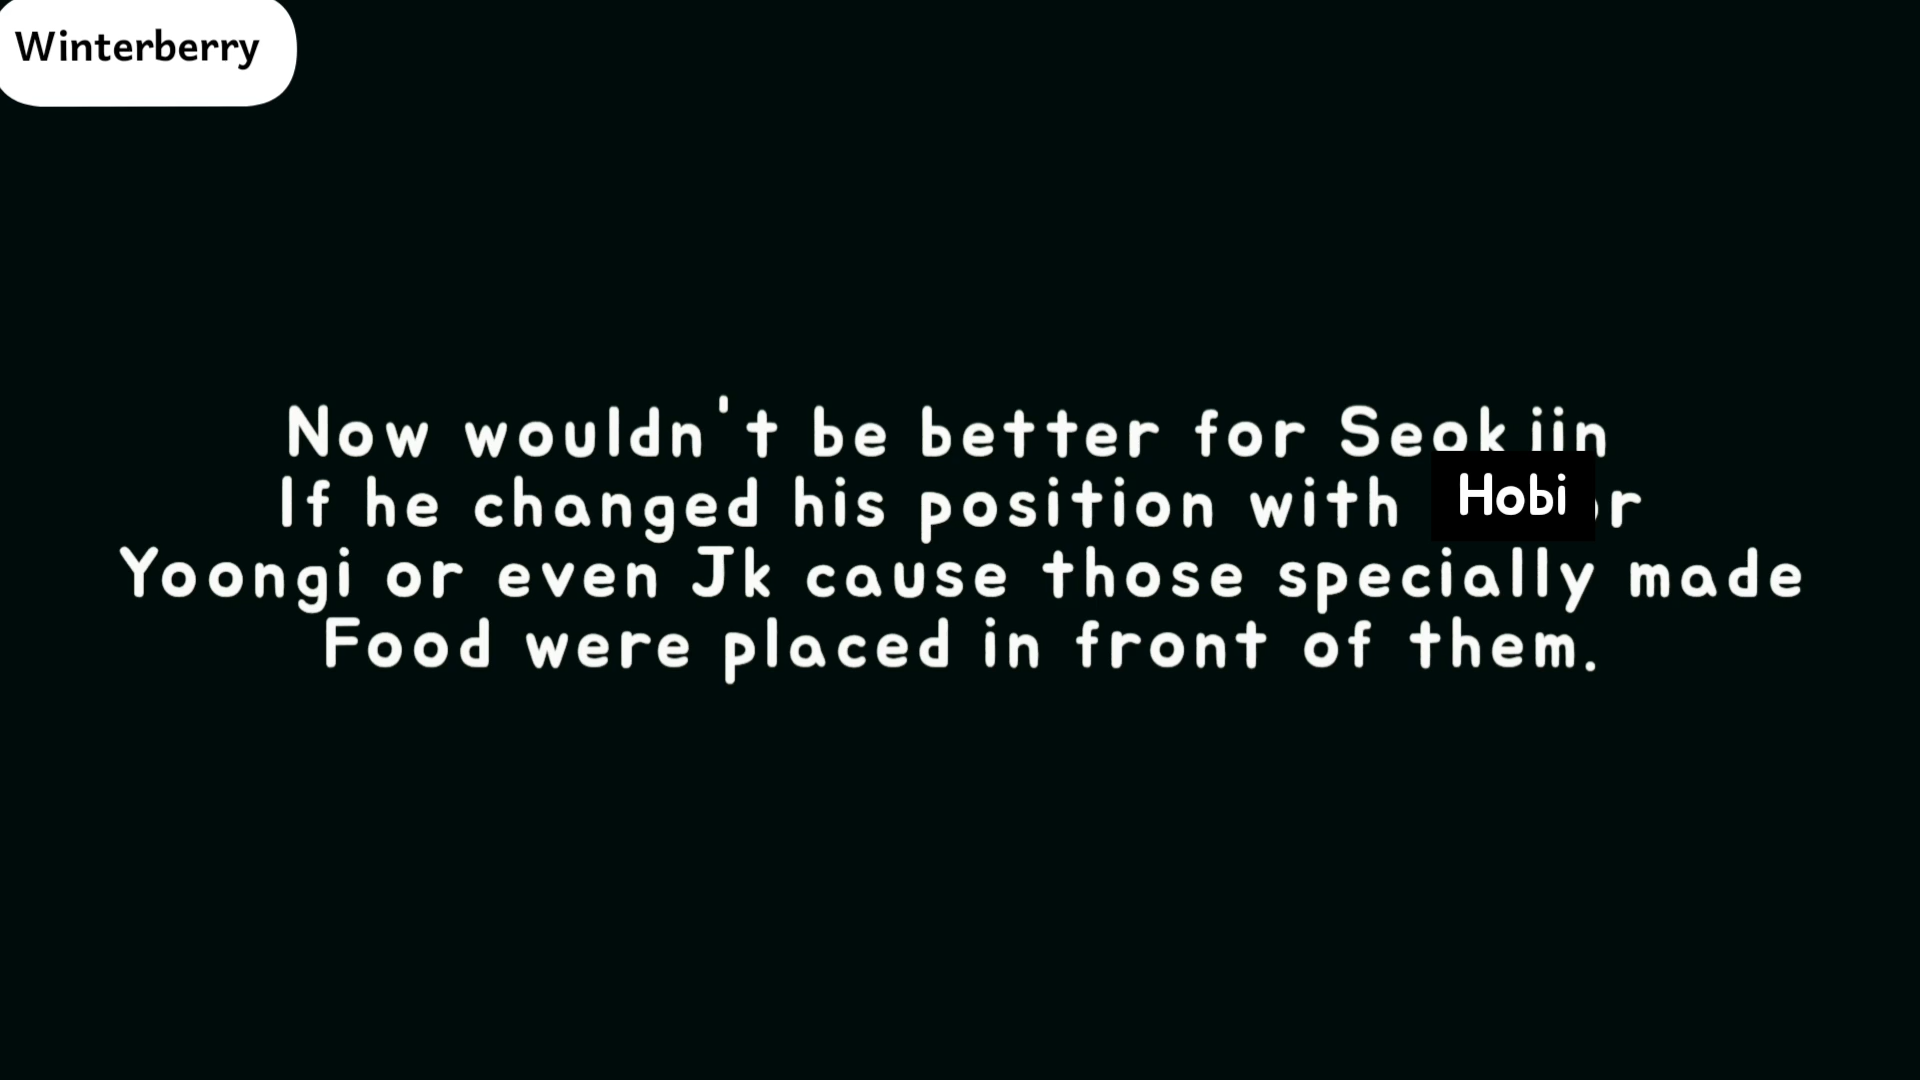 Winterberry
Now wouldn't be better for Seokjin
If he changed his position with Hobi or
Yoongi or even Jk cause those specially made
Food were placed in front of them.